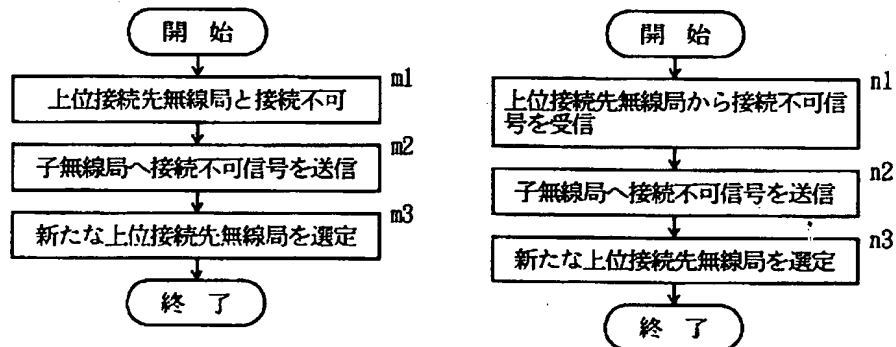 開 始
上位接続先無線局と接続不可
m1
子無線局へ接続不可信号を送信
m2
新たな上位接続先無線局を選定
m3
終 了
開 始
上位接続先無線局から接続不可信
号を受信
n1
子無線局へ接続不可信号を送信
n2
新たな上位接続先無線局を選定
n3
終 了